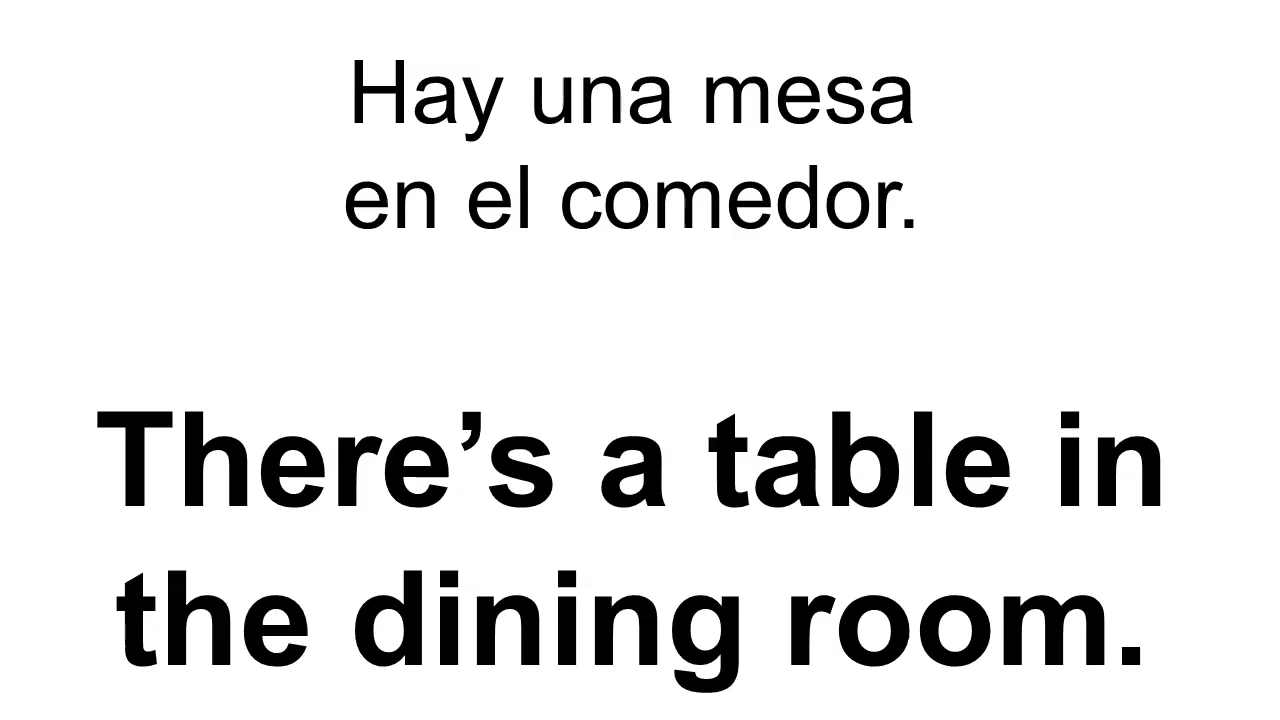 Hay una mesa
en el comedor.
There’s a table in
the dining room.